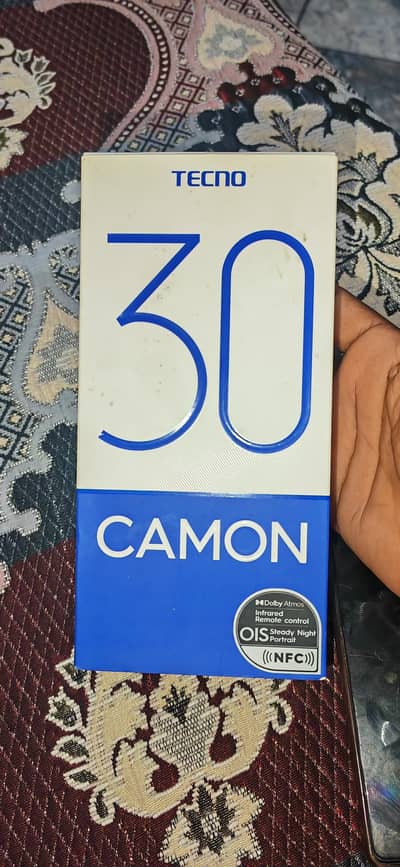 TECNO
30
CAMON
Dolby Atmos
Infrared
Remote control
OIS Steady Night
Portrait
((NFC))